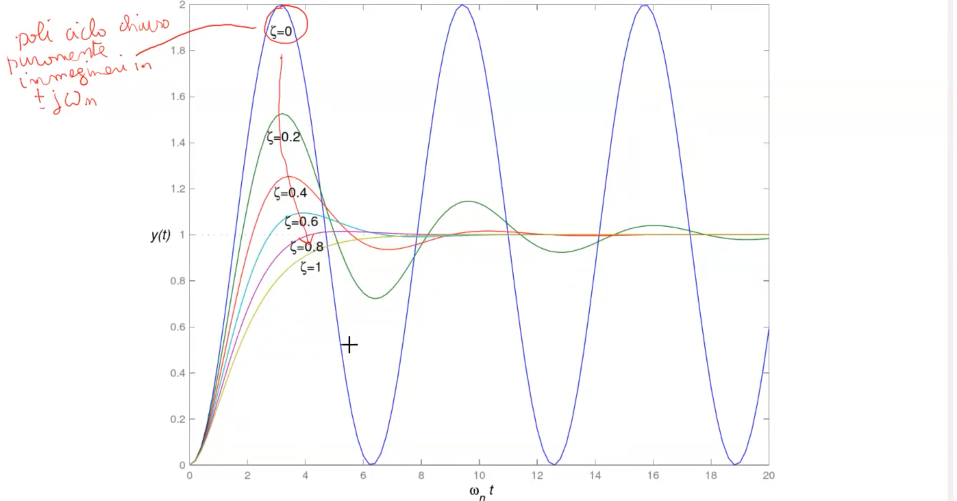 poli ciclo chiuso
puramente
immaginari in
± jωn
2
1.8
1.6
1.4
1.2
1
0.8
0.6
0.4
0.2
0
y(t)
ζ=0
ζ=0.2
ζ=0.4
ζ=0.6
ζ=0.8
ζ=1
0 2 4 6 8 10 12 14 16 18 20
ωn t